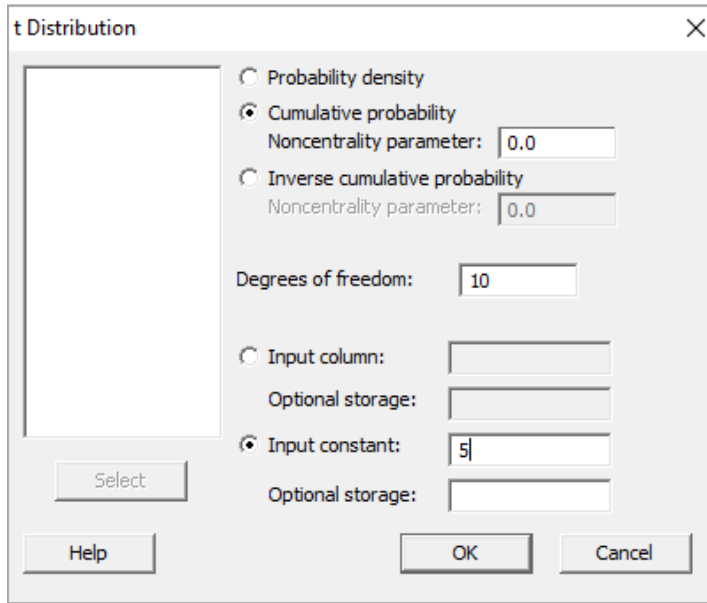 t Distribution
Probability density
Cumulative probability
Noncentrality parameter: 0.0
Inverse cumulative probability
Noncentrality parameter: 0.0
Degrees of freedom: 10
Input column:
Optional storage:
Input constant: 5
Select
Optional storage:
Help OK Cancel